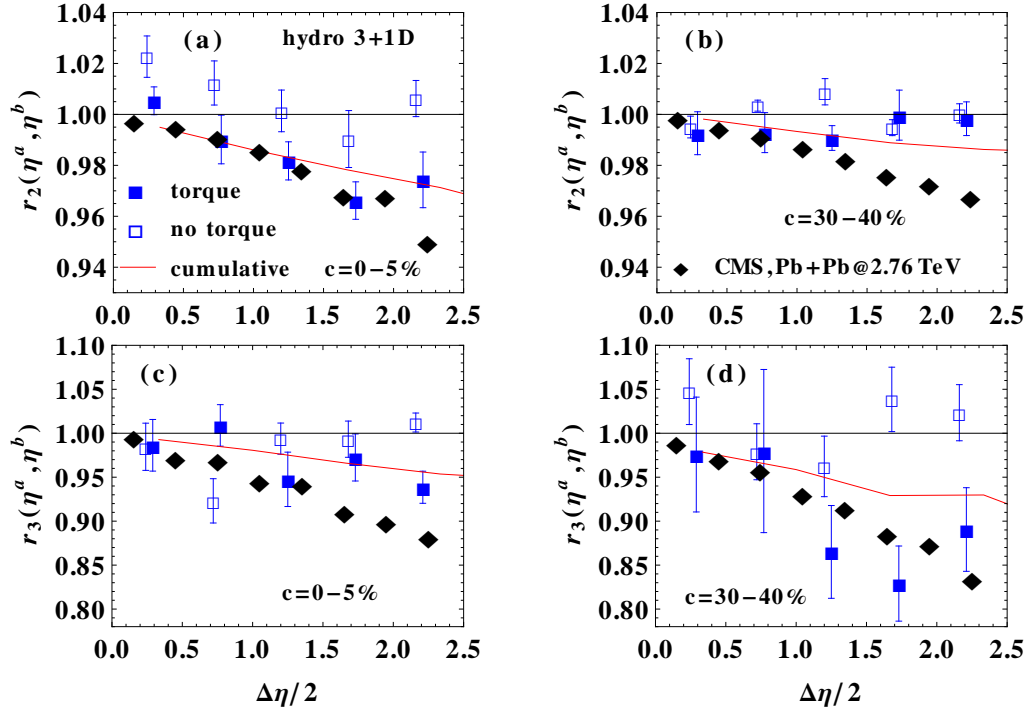 (a) hydro 3+1D
r₂(ηᵃ,ηᵇ)
1.04
1.02
1.00
0.98
0.96
0.94
torque
no torque
cumulative
c=0−5%
0.0 0.5 1.0 1.5 2.0 2.5
(b)
r₂(ηᵃ,ηᵇ)
1.04
1.02
1.00
0.98
0.96
0.94
c=30−40%
CMS,Pb+Pb@2.76 TeV
0.0 0.5 1.0 1.5 2.0 2.5
(c)
r₃(ηᵃ,ηᵇ)
1.10
1.05
1.00
0.95
0.90
0.85
0.80
c=0−5%
0.0 0.5 1.0 1.5 2.0 2.5
Δη/2
(d)
r₃(ηᵃ,ηᵇ)
1.10
1.05
1.00
0.95
0.90
0.85
0.80
c=30−40%
0.0 0.5 1.0 1.5 2.0 2.5
Δη/2